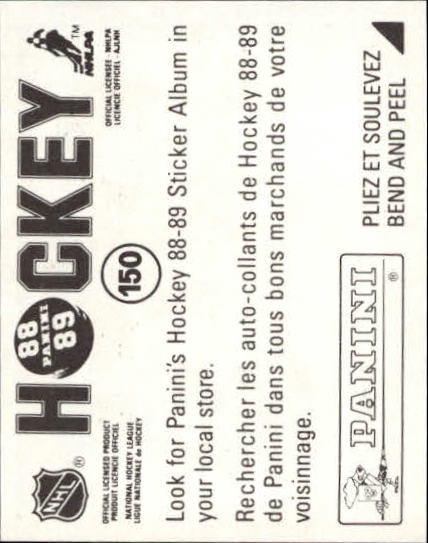 NHL
®
HOCKEY
88
PANINI
89
TM
NHLPA
OFFICIAL LICENSED PRODUCT
PRODUIT LICENCIE OFFICIEL
NATIONAL HOCKEY LEAGUE
LIGUE NATIONALE de HOCKEY
150
OFFICIAL LICENSEE - NHLPA
LICENCIE OFFICIEL - AJLNH
Look for Panini's Hockey 88-89 Sticker Album in
your local store.
Rechercher les auto-collants de Hockey 88-89
de Panini dans tous bons marchands de votre
voisinnage.
PANINI
®
PLIEZ ET SOULEVEZ
BEND AND PEEL